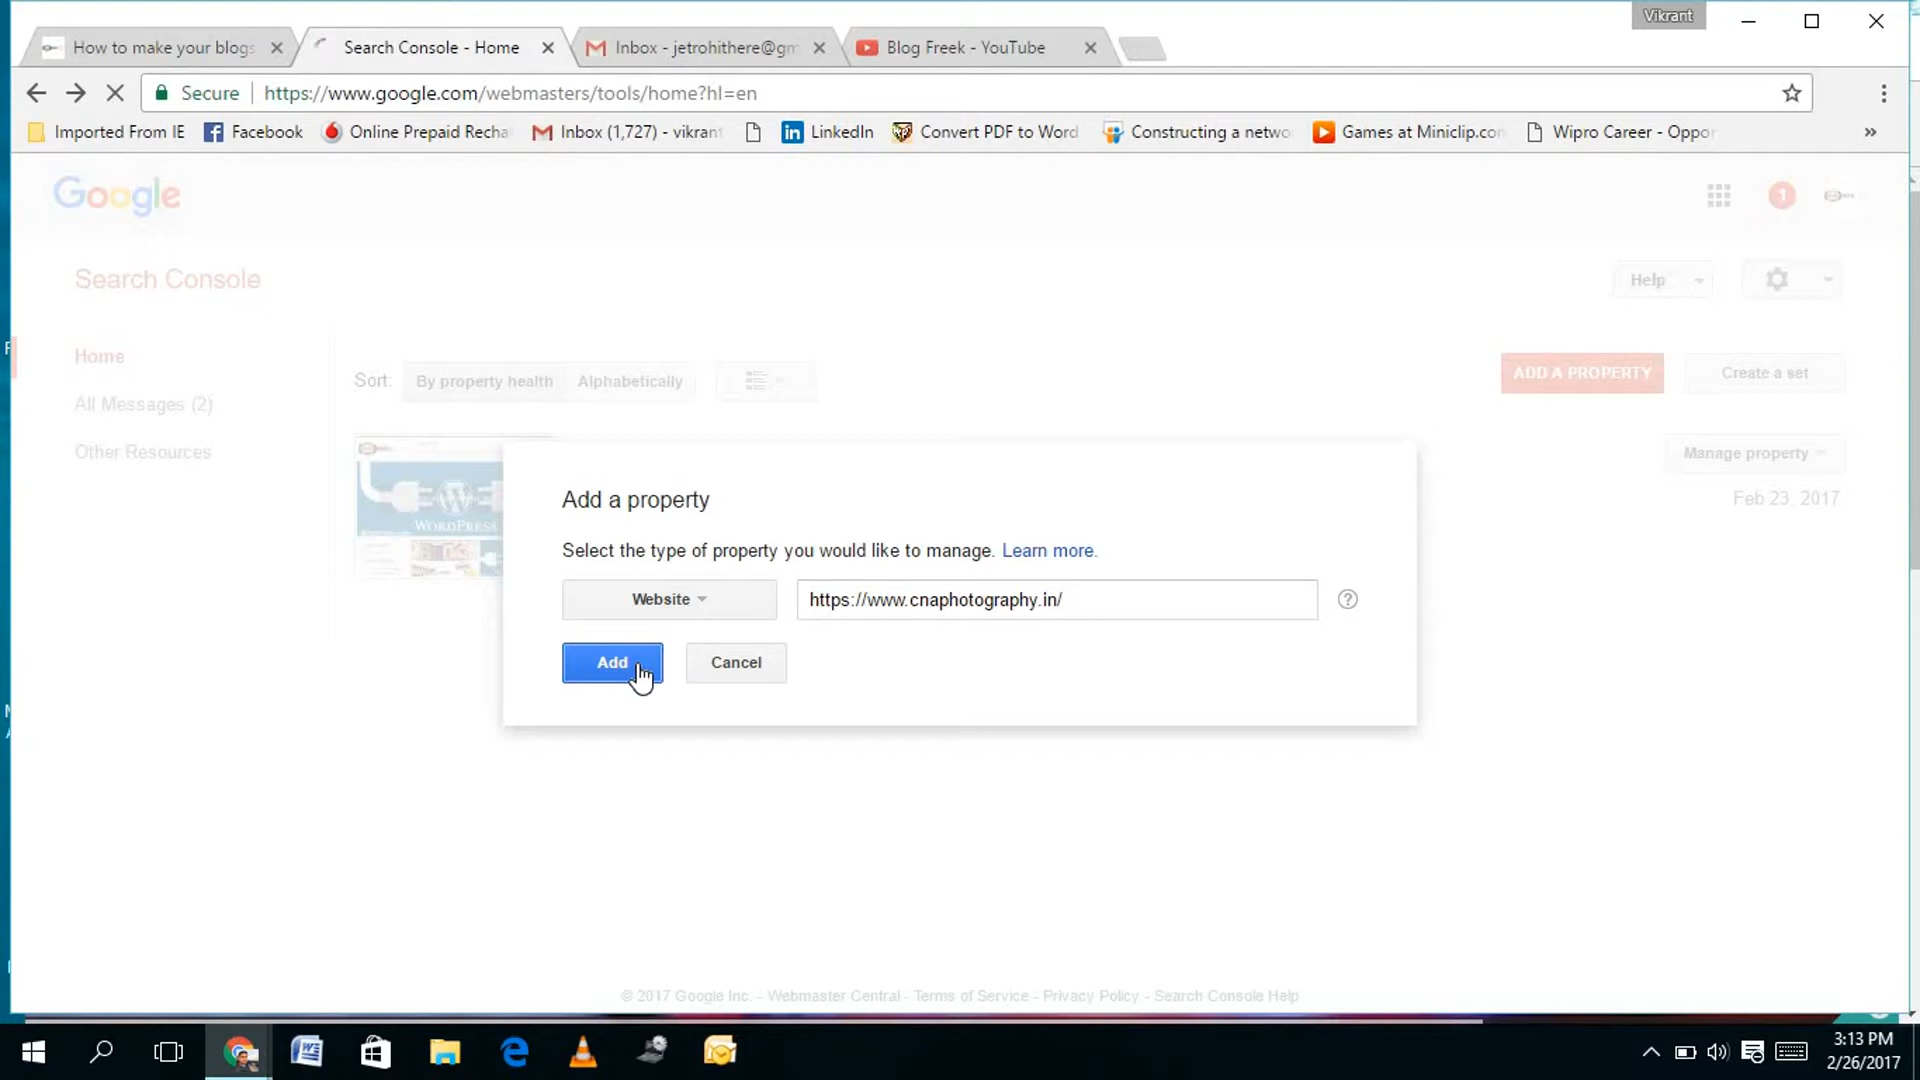 Vikrant
How to make your blogs
Search Console - Home
Inbox - jetrohithere@gm
Blog Freek - YouTube
Secure
https://www.google.com/webmasters/tools/home?hl=en
Imported From IE
Facebook
Online Prepaid Recha
Inbox (1,727) - vikrant
LinkedIn
Convert PDF to Word
Constructing a netwo
Games at Miniclip.com
Wipro Career - Oppor
Google
1
Search Console
Help
Home
All Messages (2)
Other Resources
Sort:
By property health
Alphabetically
ADD A PROPERTY
Create a set
Manage property
Feb 23, 2017
WORDPRESS
Add a property
Select the type of property you would like to manage. Learn more.
Website
https://www.cnaphotography.in/
Add
Cancel
© 2017 Google Inc. - Webmaster Central - Terms of Service - Privacy Policy - Search Console Help
3:13 PM
2/26/2017